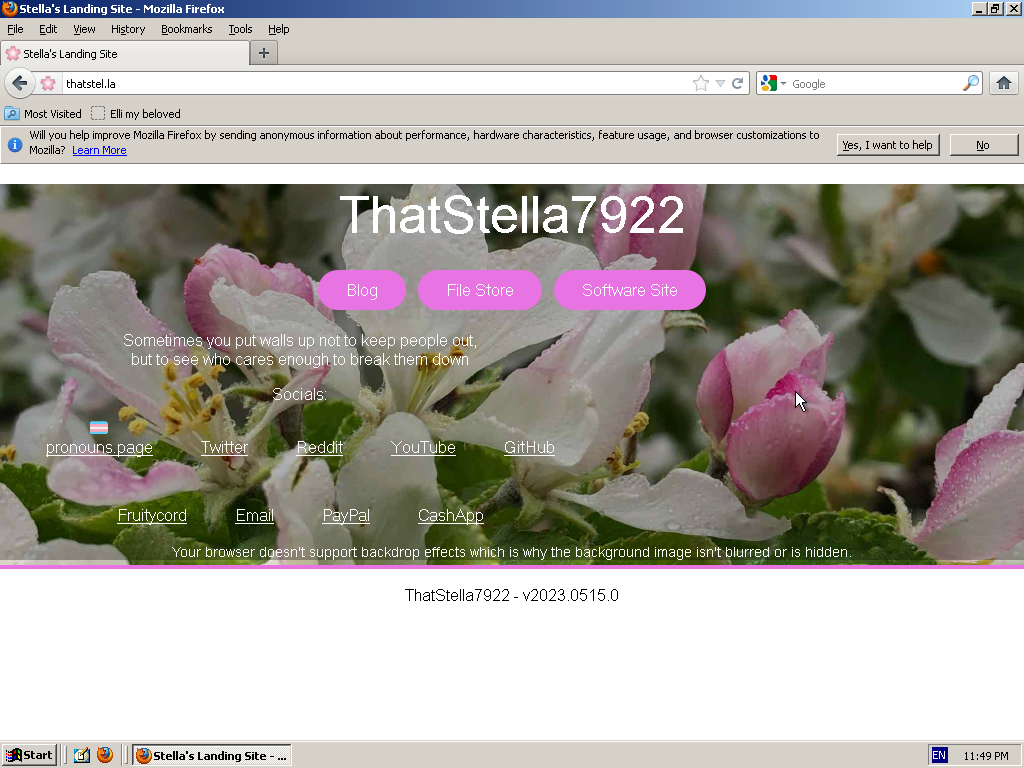 Stella's Landing Site - Mozilla Firefox
File Edit View History Bookmarks Tools Help
Stella's Landing Site
thatstel.la
Google
Most Visited Elli my beloved
Will you help improve Mozilla Firefox by sending anonymous information about performance, hardware characteristics, feature usage, and browser customizations to
Mozilla? Learn More
Yes, I want to help
No
ThatStella7922
Blog File Store Software Site
Sometimes you put walls up not to keep people out,
but to see who cares enough to break them down
Socials:
pronouns.page Twitter Reddit YouTube GitHub
Fruitycord Email PayPal CashApp
Your browser doesn't support backdrop effects which is why the background image isn't blurred or is hidden.
ThatStella7922 - v2023.0515.0
Start Stella's Landing Site - ... EN 11:49 PM